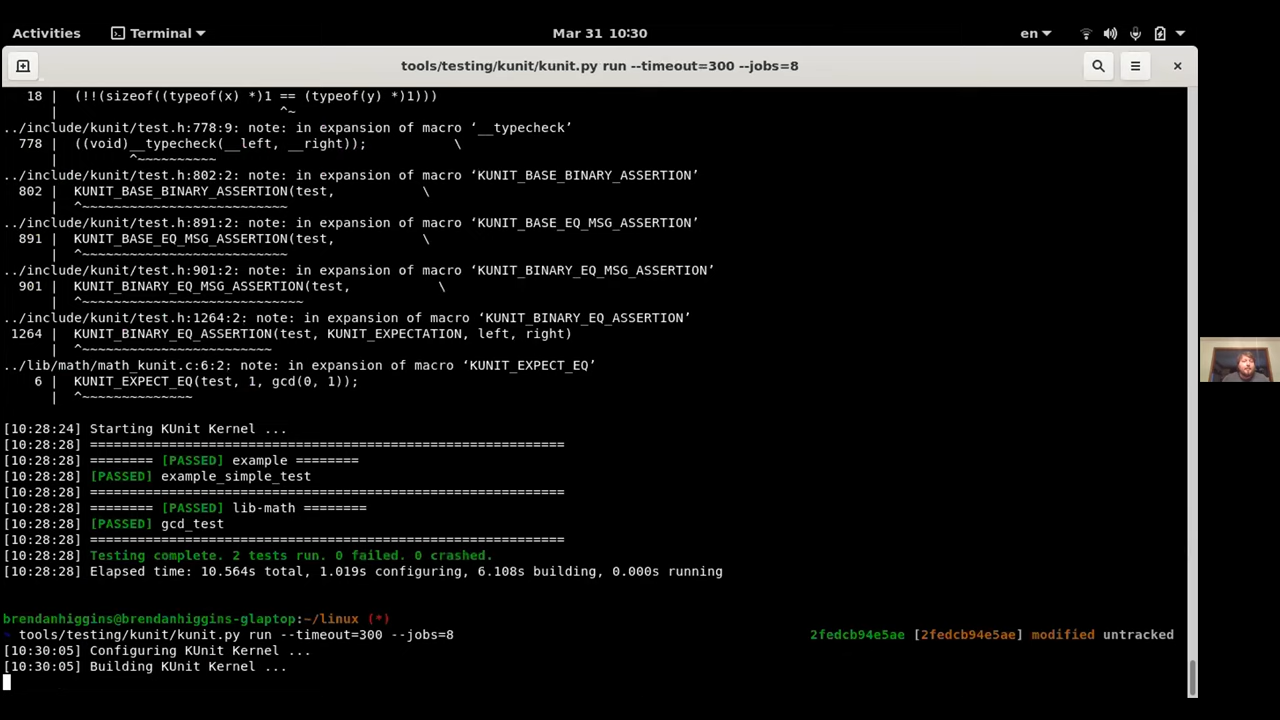 Activities Terminal Mar 31 10:30 en
tools/testing/kunit/kunit.py run --timeout=300 --jobs=8
18 | (!!(sizeof((typeof(x) *)1 == (typeof(y) *)1)))
| ^~
../include/kunit/test.h:778:9: note: in expansion of macro ‘__typecheck’
778 | ((void)__typecheck(__left, __right)); \
| ^~~~~~~~~~~
../include/kunit/test.h:802:2: note: in expansion of macro ‘KUNIT_BASE_BINARY_ASSERTION’
802 | KUNIT_BASE_BINARY_ASSERTION(test, \
| ^~~~~~~~~~~~~~~~~~~~~~~~~~~
../include/kunit/test.h:891:2: note: in expansion of macro ‘KUNIT_BASE_EQ_MSG_ASSERTION’
891 | KUNIT_BASE_EQ_MSG_ASSERTION(test, \
| ^~~~~~~~~~~~~~~~~~~~~~~~~~~
../include/kunit/test.h:901:2: note: in expansion of macro ‘KUNIT_BINARY_EQ_MSG_ASSERTION’
901 | KUNIT_BINARY_EQ_MSG_ASSERTION(test, \
| ^~~~~~~~~~~~~~~~~~~~~~~~~~~~~
../include/kunit/test.h:1264:2: note: in expansion of macro ‘KUNIT_BINARY_EQ_ASSERTION’
1264 | KUNIT_BINARY_EQ_ASSERTION(test, KUNIT_EXPECTATION, left, right)
| ^~~~~~~~~~~~~~~~~~~~~~~~~
../lib/math/math_kunit.c:6:2: note: in expansion of macro ‘KUNIT_EXPECT_EQ’
6 | KUNIT_EXPECT_EQ(test, 1, gcd(0, 1));
| ^~~~~~~~~~~~~~~
[10:28:24] Starting KUnit Kernel ...
[10:28:28] ============================================================
[10:28:28] ======== [PASSED] example ========
[10:28:28] [PASSED] example_simple_test
[10:28:28] ============================================================
[10:28:28] ======== [PASSED] lib-math ========
[10:28:28] [PASSED] gcd_test
[10:28:28] ============================================================
[10:28:28] Testing complete. 2 tests run. 0 failed. 0 crashed.
[10:28:28] Elapsed time: 10.564s total, 1.019s configuring, 6.108s building, 0.000s running
brendanhiggins@brendanhiggins-glaptop:~/linux (*)
~ tools/testing/kunit/kunit.py run --timeout=300 --jobs=8 2fedcb94e5ae [2fedcb94e5ae] modified untracked
[10:30:05] Configuring KUnit Kernel ...
[10:30:05] Building KUnit Kernel ...